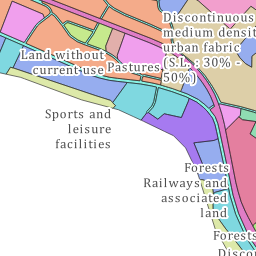 Discontinuous
medium densit
urban fabric
(S.L. : 30% -
50%)
Land without
current use
Pastures
Sports and
leisure
facilities
Forests
Railways and
associated
land
Forests
Disco